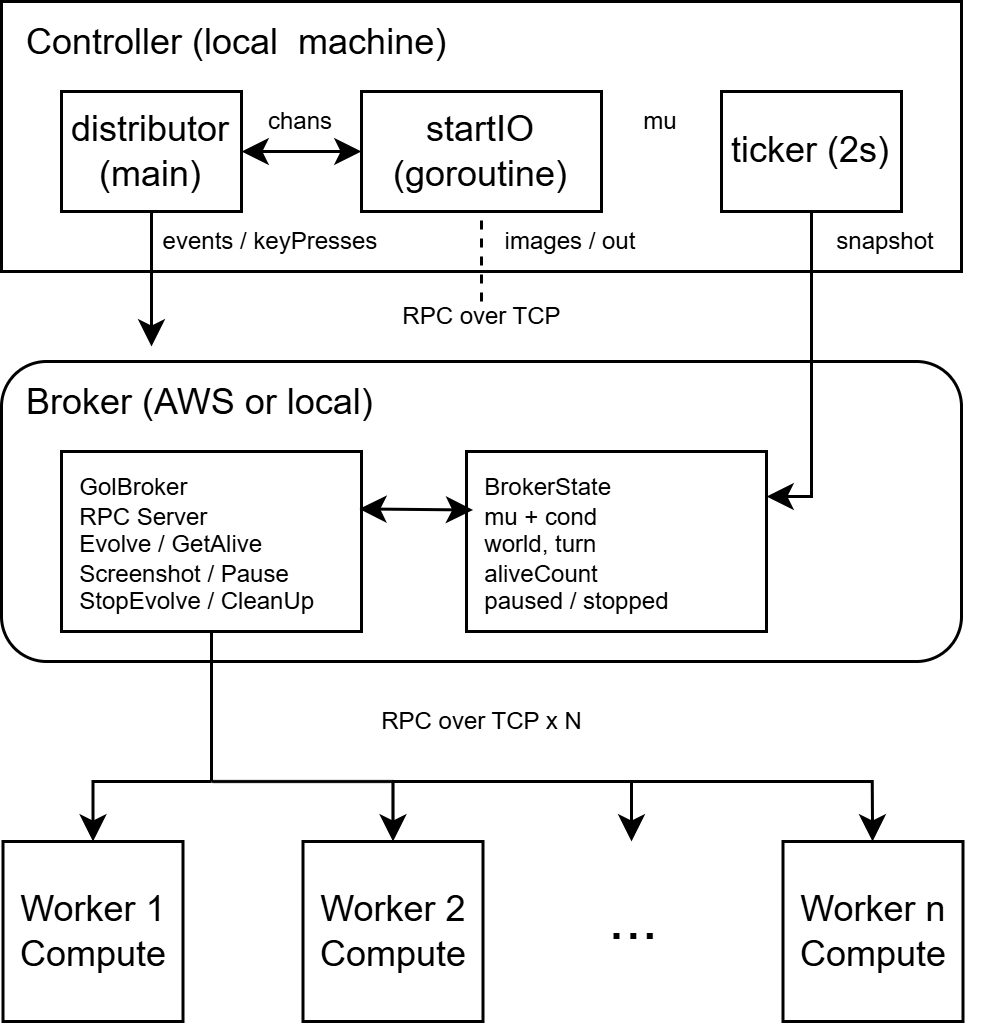 Controller (local  machine)
distributor
(main)
chans
startIO
(goroutine)
mu
ticker (2s)
events / keyPresses
images / out
snapshot
RPC over TCP
Broker (AWS or local)
GolBroker
RPC Server
Evolve / GetAlive
Screenshot / Pause
StopEvolve / CleanUp
BrokerState
mu + cond
world, turn
aliveCount
paused / stopped
RPC over TCP x N
Worker 1
Compute
Worker 2
Compute
...
Worker n
Compute